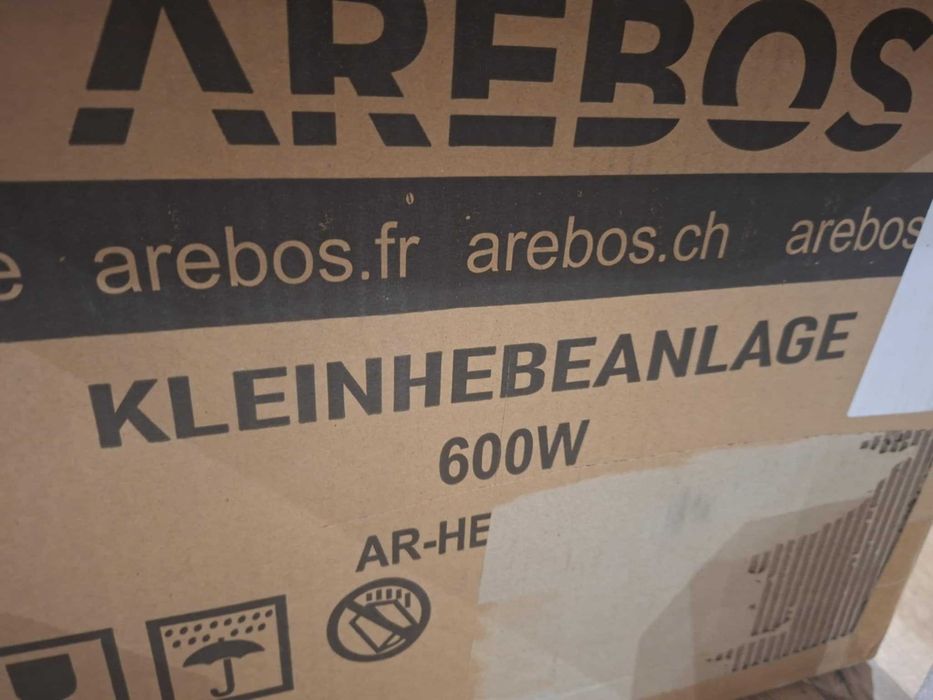 AREBOS
arebos.fr arebos.ch arebos
KLEINHEBEANLAGE
600W
AR-HE